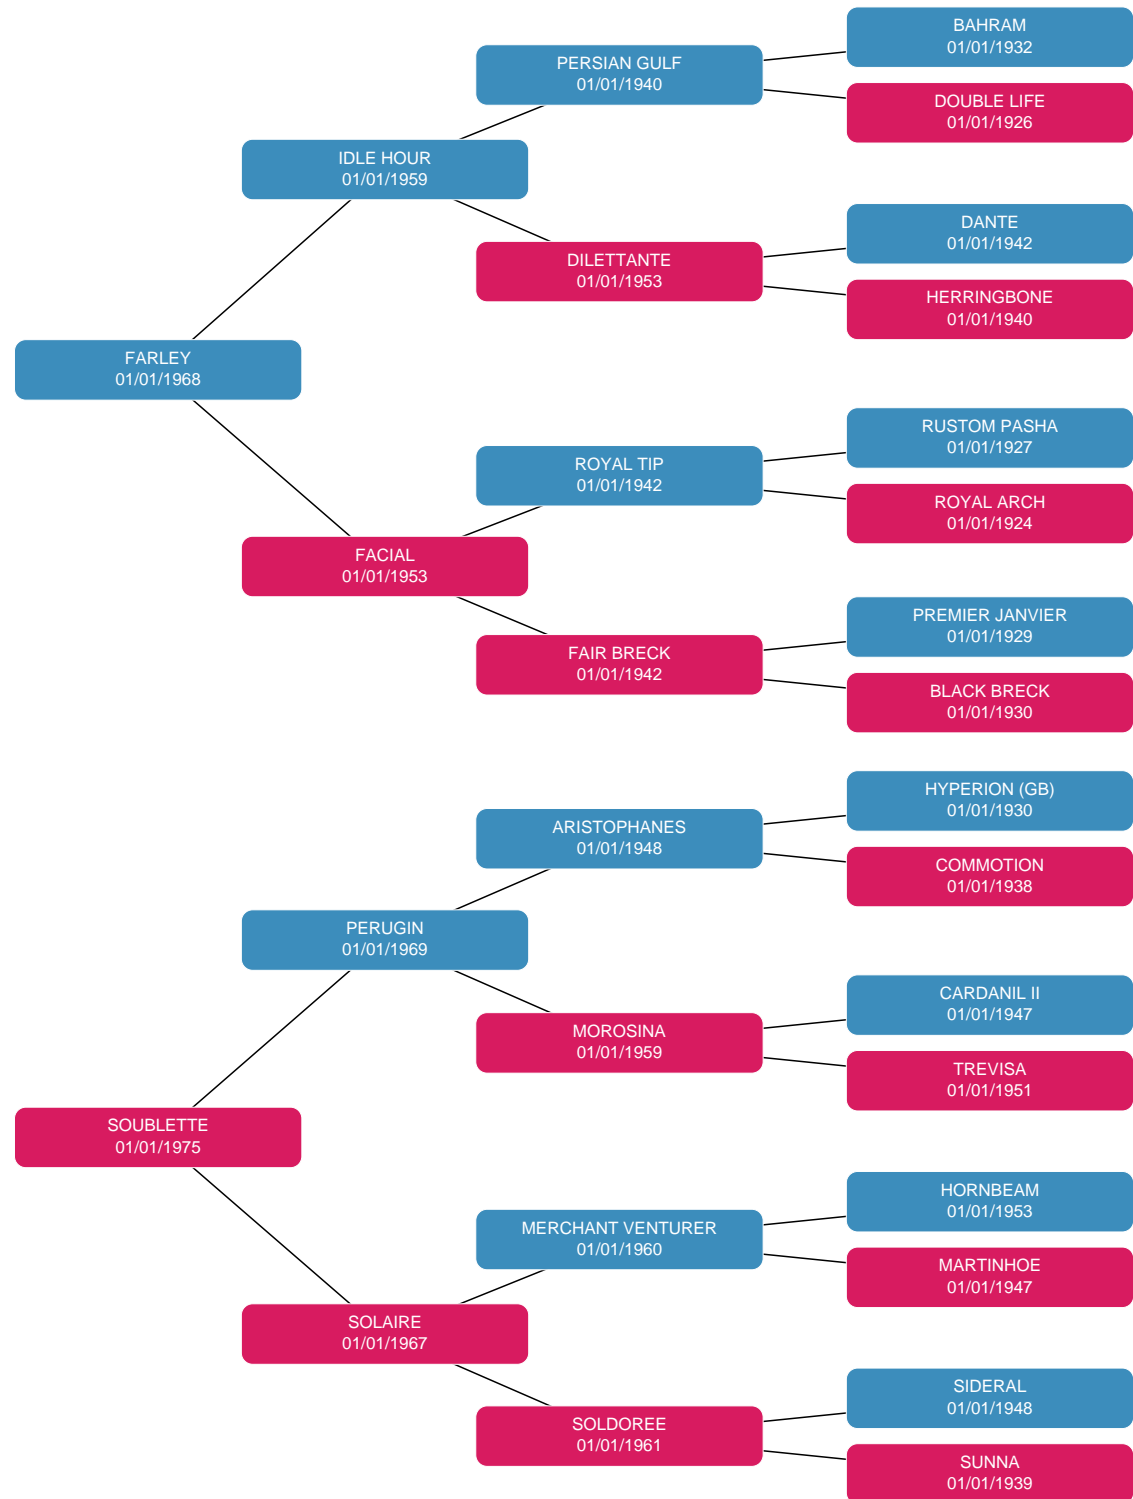 BAHRAM
01/01/1932
PERSIAN GULF
01/01/1940
DOUBLE LIFE
01/01/1926
IDLE HOUR
01/01/1959
DANTE
01/01/1942
DILETTANTE
01/01/1953
HERRINGBONE
01/01/1940
FARLEY
01/01/1968
RUSTOM PASHA
01/01/1927
ROYAL TIP
01/01/1942
ROYAL ARCH
01/01/1924
FACIAL
01/01/1953
PREMIER JANVIER
01/01/1929
FAIR BRECK
01/01/1942
BLACK BRECK
01/01/1930
HYPERION (GB)
01/01/1930
ARISTOPHANES
01/01/1948
COMMOTION
01/01/1938
PERUGIN
01/01/1969
CARDANIL II
01/01/1947
MOROSINA
01/01/1959
TREVISA
01/01/1951
SOUBLETTE
01/01/1975
HORNBEAM
01/01/1953
MERCHANT VENTURER
01/01/1960
MARTINHOE
01/01/1947
SOLAIRE
01/01/1967
SIDERAL
01/01/1948
SOLDOREE
01/01/1961
SUNNA
01/01/1939